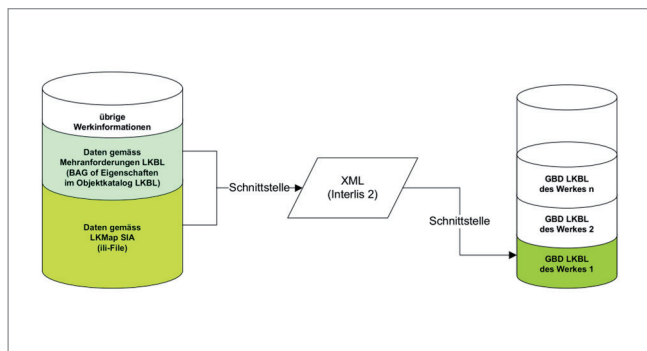 übrige
Werkinformationen
Daten gemäss
Mehranforderungen LKBL
(BAG of Eigenschaften
im Objektkatalog LKBL)
Daten gemäss
LKMap SIA
(ili-File)
Schnittstelle
XML
(Interlis 2)
Schnittstelle
GBD LKBL
des Werkes n
GBD LKBL
des Werkes 2
GBD LKBL
des Werkes 1